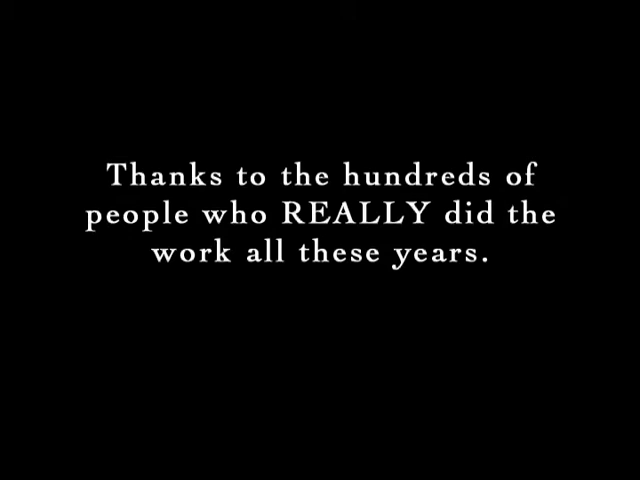 Thanks to the hundreds of
people who REALLY did the
work all these years.